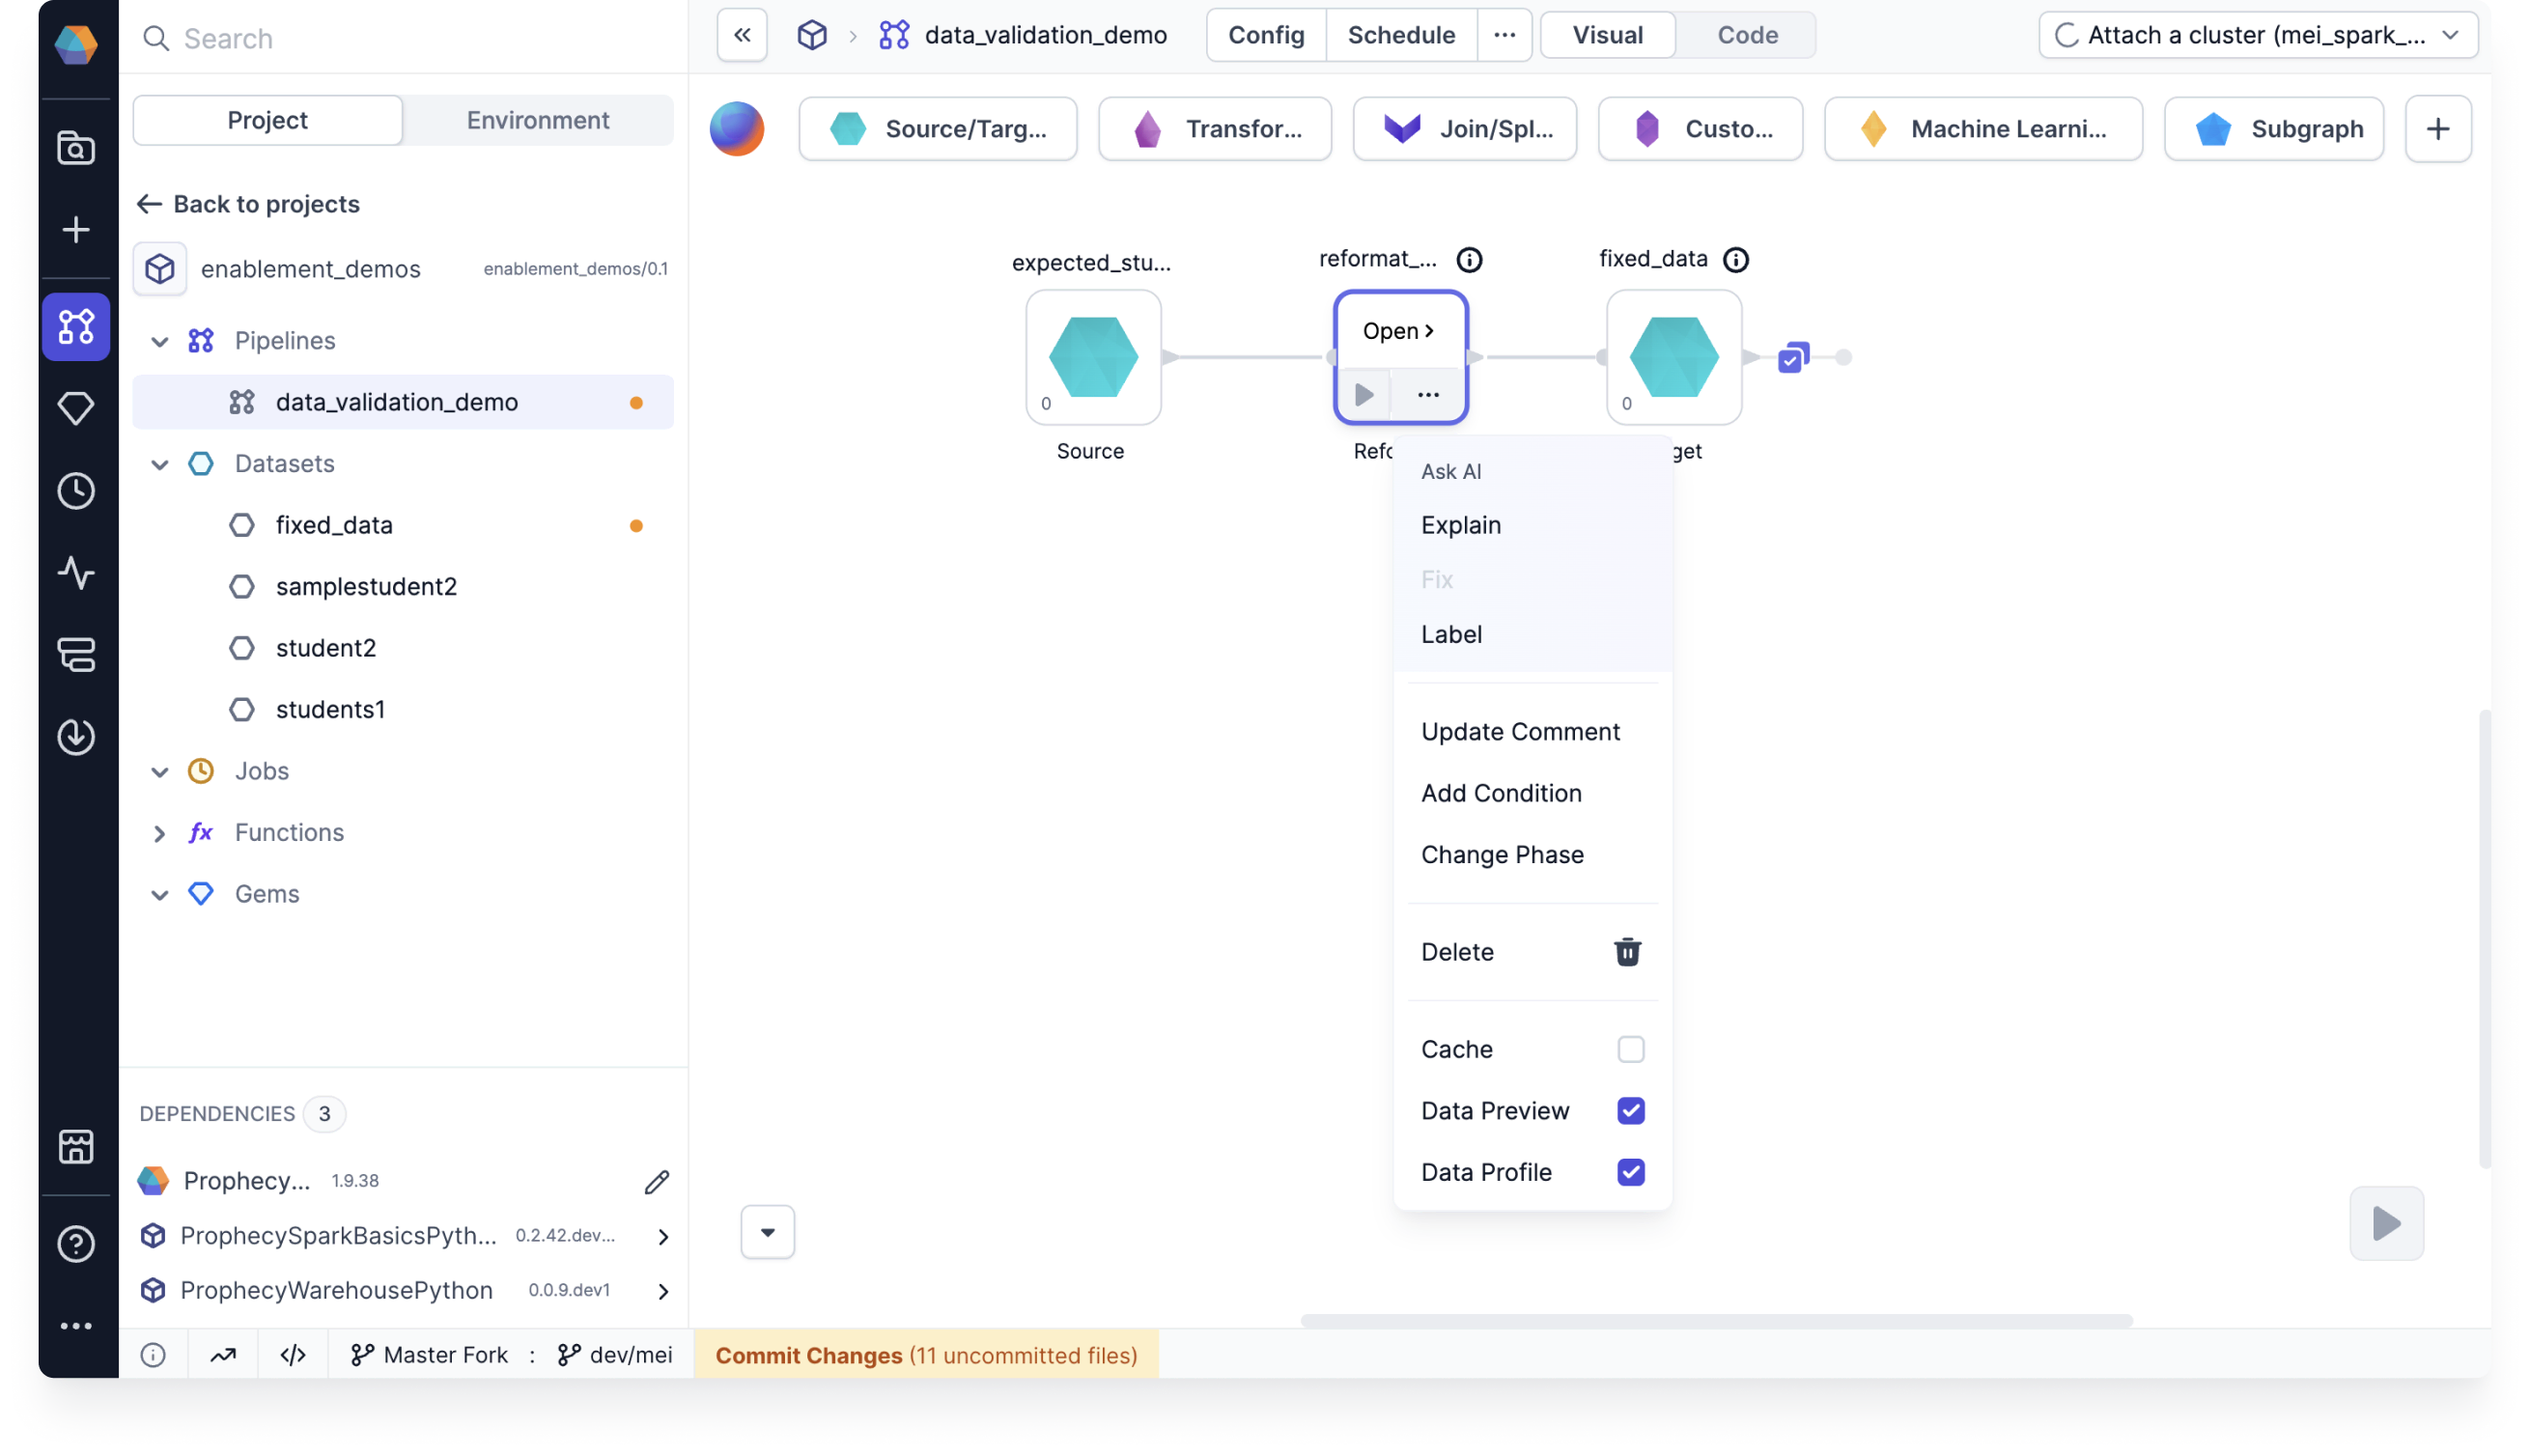 Search
Project
Environment
Back to projects
enablement_demos
enablement_demos/0.1
Pipelines
data_validation_demo
Datasets
fixed_data
samplestudent2
student2
students1
Jobs
fx Functions
Gems
DEPENDENCIES 3
Prophecy... 1.9.38
ProphecySparkBasicsPyth... 0.2.42.dev...
ProphecyWarehousePython 0.0.9.dev1
data_validation_demo
Config
Schedule
...
Visual
Code
Attach a cluster (mei_spark_...
Source/Targ...
Transfor...
Join/Spl...
Custo...
Machine Learni...
Subgraph
expected_stu...
reformat_...
fixed_data
0
Open
0
Source
Refo
get
Ask AI
Explain
Fix
Label
Update Comment
Add Condition
Change Phase
Delete
Cache
Data Preview
Data Profile
Master Fork : dev/mei
Commit Changes (11 uncommitted files)